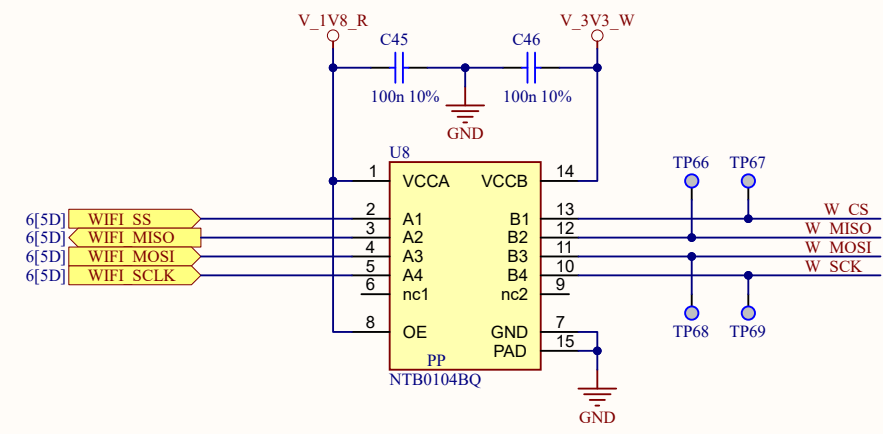 V_1V8_R
V_3V3_W
C45
C46
100n 10%
100n 10%
GND
U8
1 VCCA VCCB 14
TP66
TP67
6[5D] WIFI_SS 2 A1 B1 13 W_CS
6[5D] WIFI_MISO 3 A2 B2 12 W_MISO
6[5D] WIFI_MOSI 4 A3 B3 11 W_MOSI
6[5D] WIFI_SCLK 5 A4 B4 10 W_SCK
6 nc1 nc2 9
8 OE GND 7
PAD 15
TP68
TP69
PP
NTB0104BQ
GND